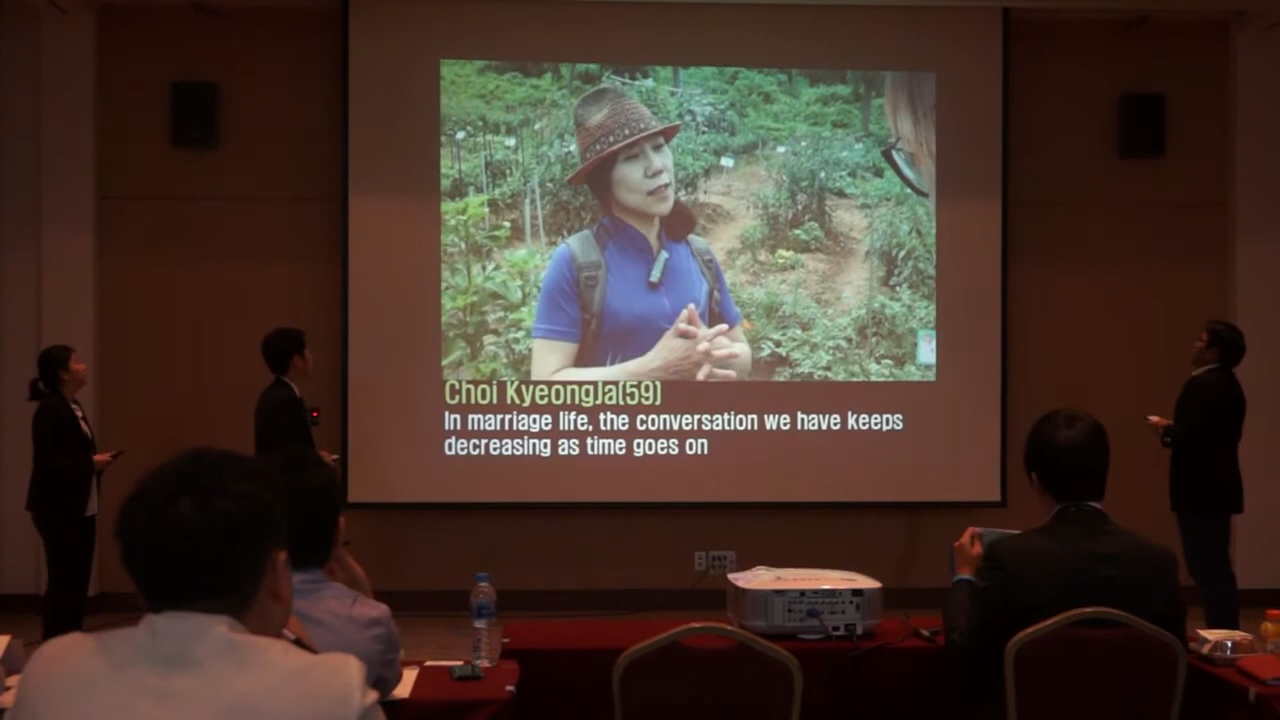 Choi KyeongJa(59)
In marriage life, the conversation we have keeps
decreasing as time goes on